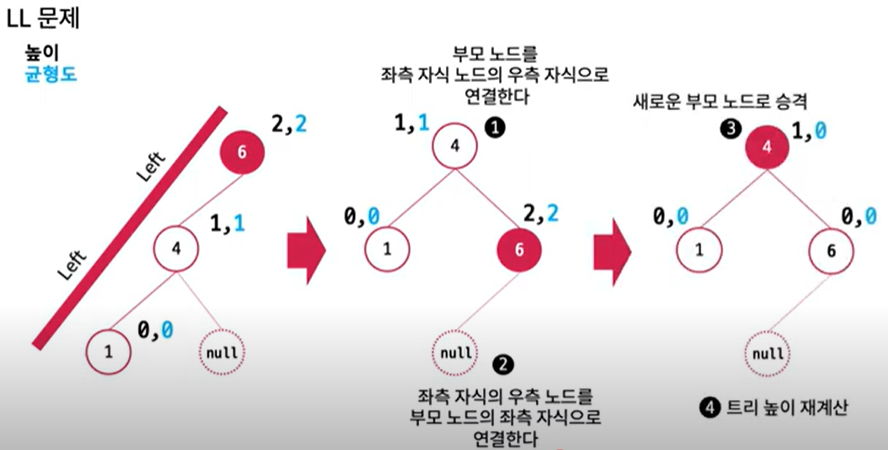 LL 문제
높이
균형도
Left
Left
2,2
6
1,1
4
0,0
1
null
부모 노드를
좌측 자식 노드의 우측 자식으로
연결한다
1,1
4
❶
0,0
1
2,2
6
null
❷
좌측 자식의 우측 노드를
부모 노드의 좌측 자식으로
연결한다
새로운 부모 노드로 승격
❸
4
1,0
0,0
1
0,0
6
null
❹ 트리 높이 재계산